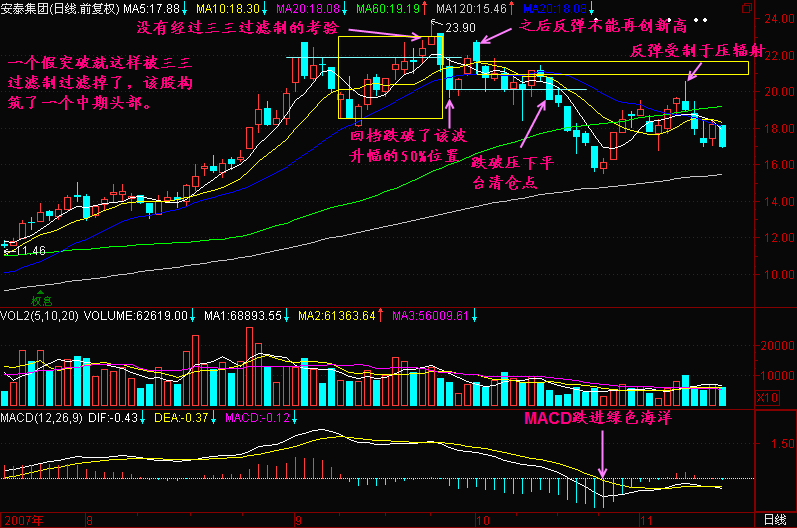 安泰集团(日线.前复权) MA5:17.88 MA10:18.30 MA20:18.08 MA60:19.19 MA120:15.46 MA20:18.08
没有经过三三过滤制的考验
23.90
之后反弹不能再创新高
反弹受制于压幅射
一个假突破就这样被三三
过滤制过滤掉了，该股构
筑了一个中期头部。
回档跌破了该波
升幅的50%位置
跌破压下平
台清仓点
11.46
权息
24.00
22.00
20.00
18.00
16.00
14.00
12.00
10.00
VOL2(5,10,20) VOLUME:62619.00 MA1:68893.55 MA2:61363.64 MA3:56009.61
20000
10000
X10
MACD(12,26,9) DIF:-0.43 DEA:-0.37 MACD:-0.12
MACD跌进绿色海洋
1.50
2007年 8 9 10 11 日线